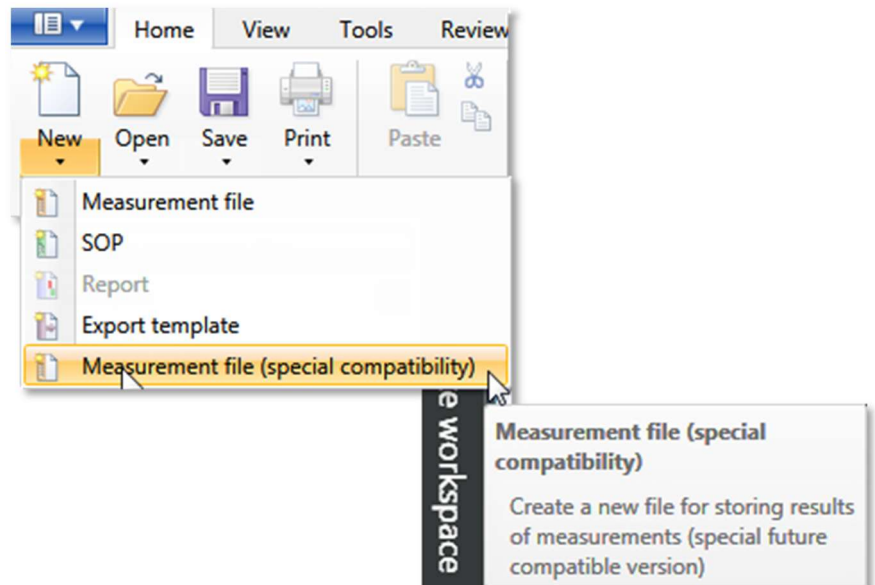 Home View Tools Review
New Open Save Print Paste
Measurement file
SOP
Report
Export template
Measurement file (special compatibility)
e workspace
Measurement file (special
compatibility)
Create a new file for storing results
of measurements (special future
compatible version)